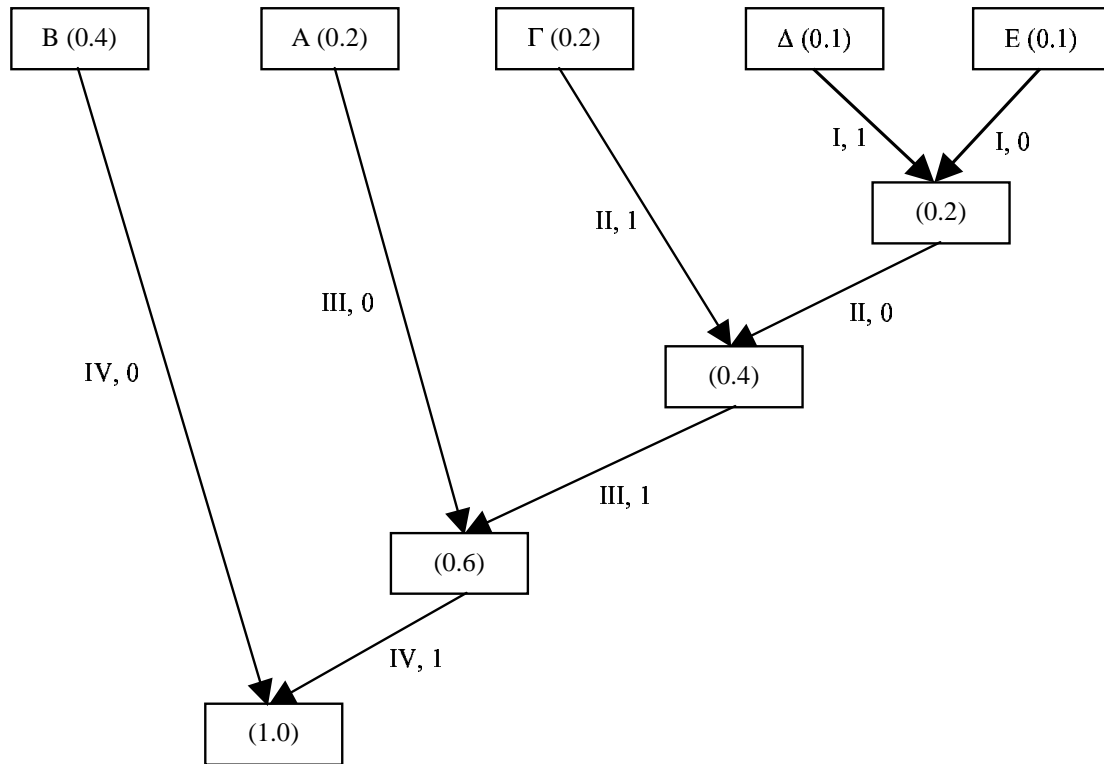 Β (0.4)
Α (0.2)
Γ (0.2)
Δ (0.1)
Ε (0.1)
I, 1
I, 0
(0.2)
II, 1
III, 0
II, 0
IV, 0
(0.4)
III, 1
(0.6)
IV, 1
(1.0)